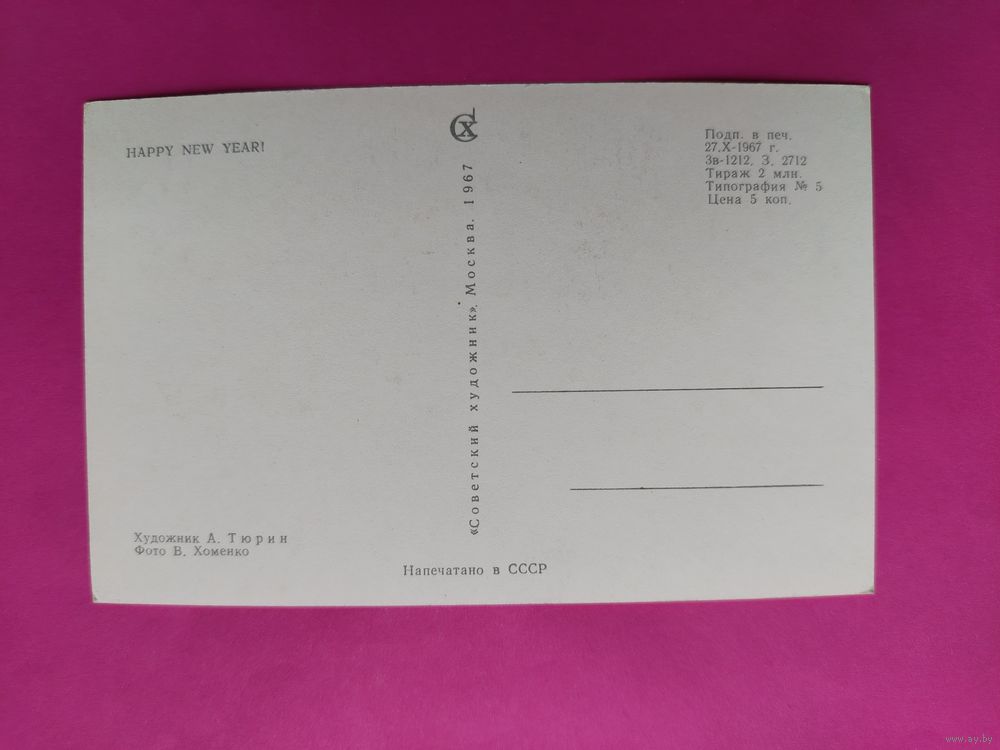 HAPPY NEW YEAR!
СХ
«Советский художник». Москва. 1967
Подп. в печ.
27.X-1967 г.
Зв-1212. З. 2712
Тираж 2 млн.
Типография № 5
Цена 5 коп.
Художник А. Тюрин
Фото В. Хоменко
Напечатано в СССР
www.ay.by